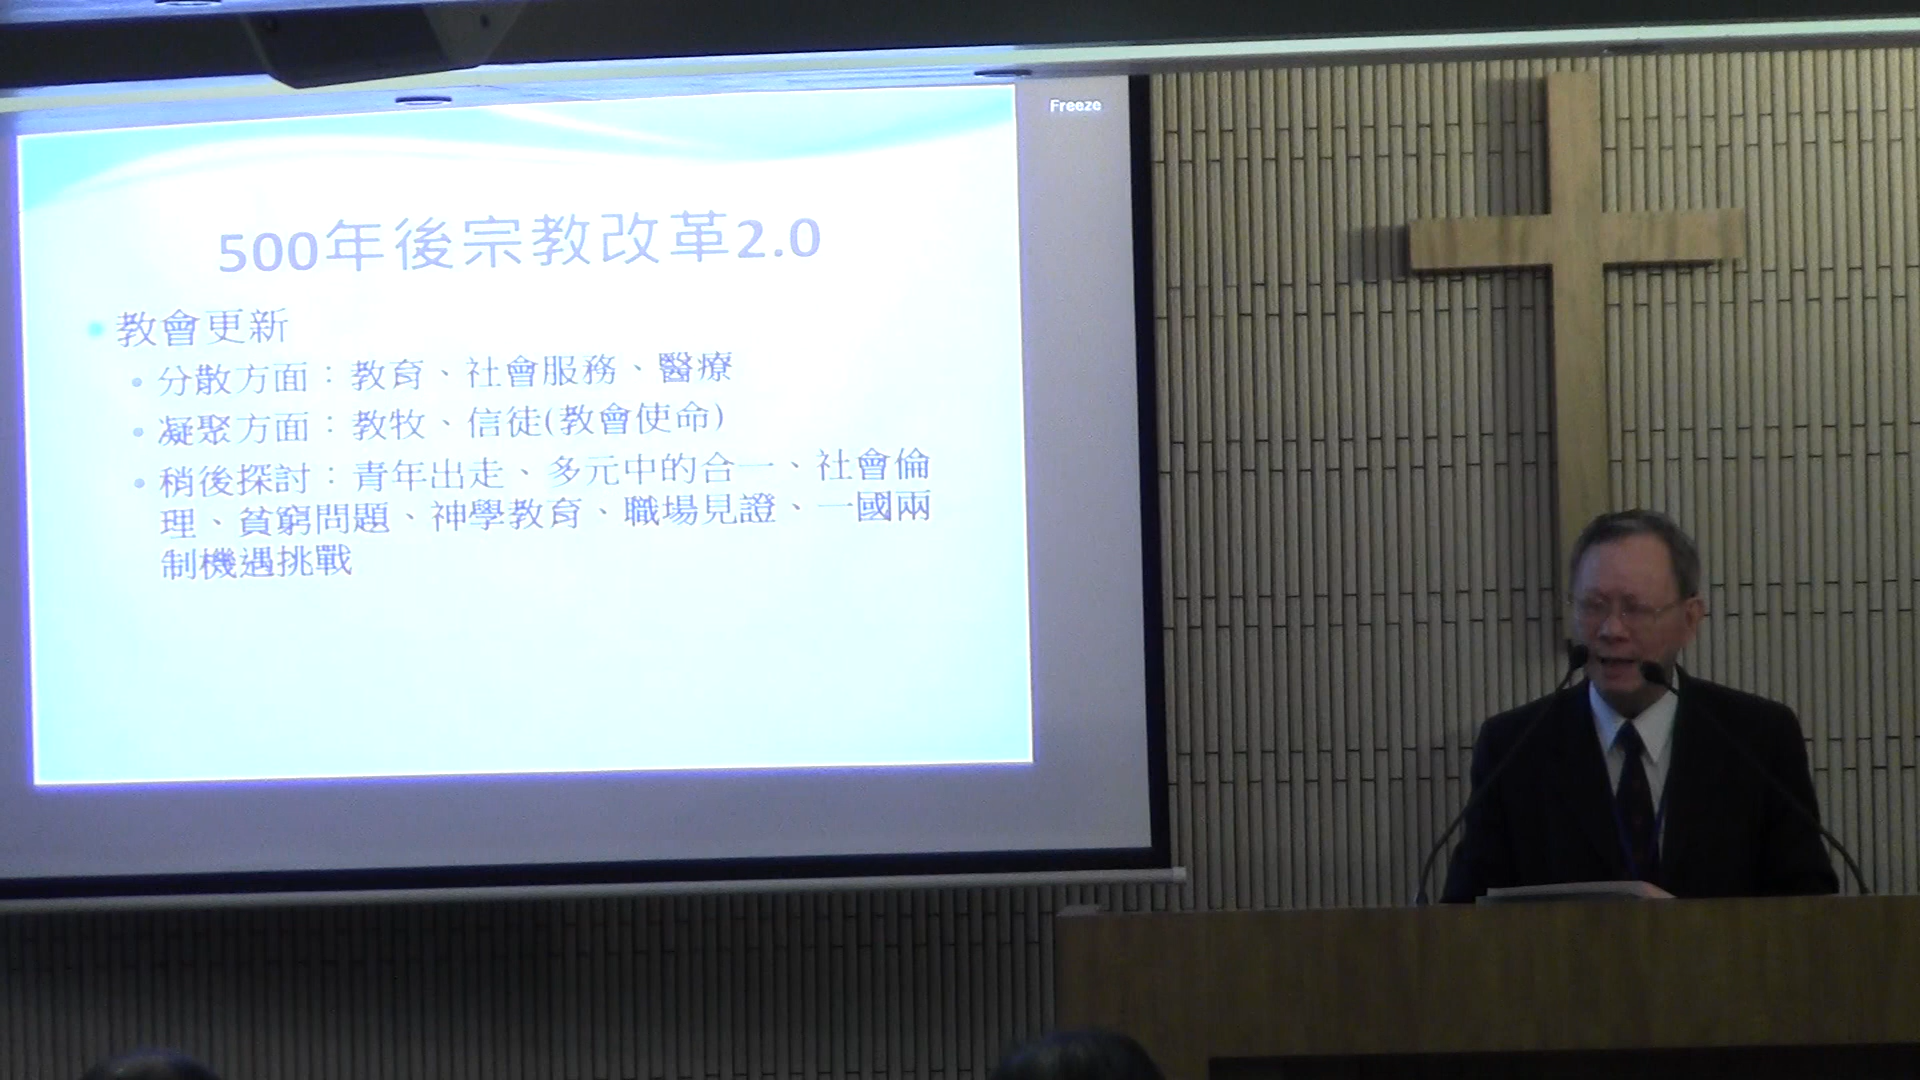 Freeze
500年後宗教改革2.0
教會更新
分散方面：教育、社會服務、醫療
凝聚方面：教牧、信徒(教會使命)
稍後探討：青年出走、多元中的合一、社會倫
理、貧窮問題、神學教育、職場見證、一國兩
制機遇挑戰